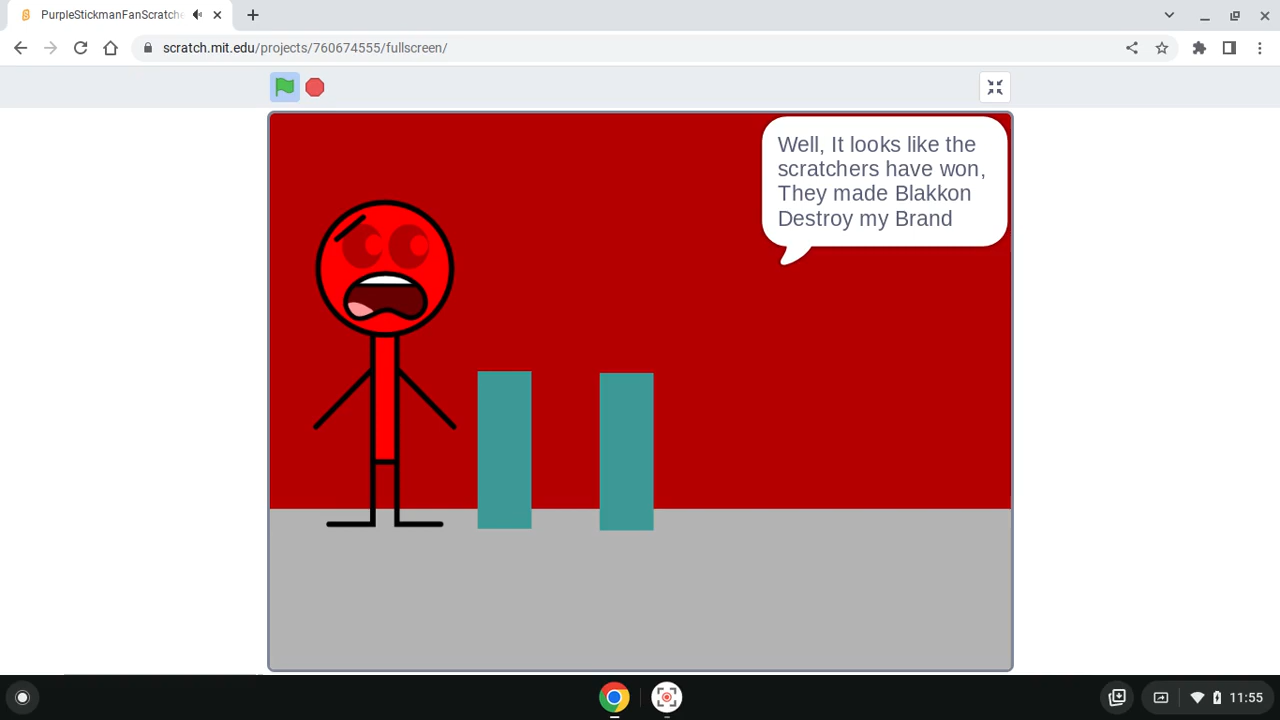 PurpleStickmanFanScratche
scratch.mit.edu/projects/760674555/fullscreen/
Well, It looks like the
scratchers have won,
They made Blakkon
Destroy my Brand
11:55